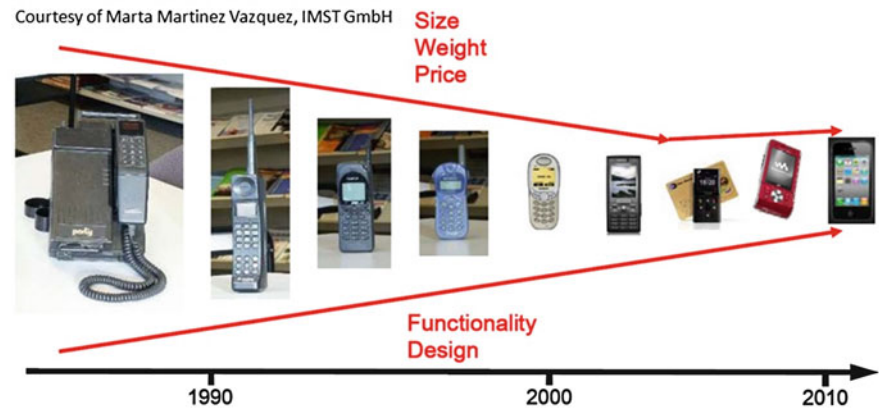 Courtesy of Marta Martinez Vazquez, IMST GmbH
Size
Weight
Price
Functionality
Design
1990
2000
2010